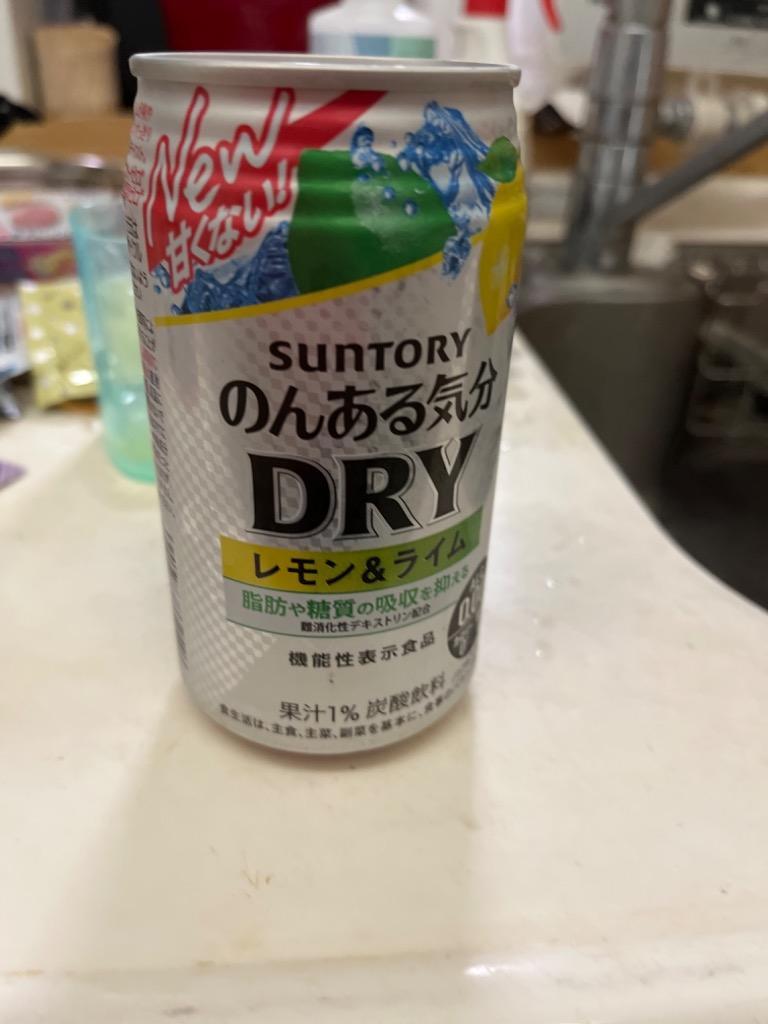 New
甘くない!!
SUNTORY
のんある気分
DRY
レモン&ライム
脂肪や糖質の吸収を抑える
難消化性デキストリン配合
機能性表示食品
果汁1% 炭酸飲料
食生活は、主食、主菜、副菜を基本に、食事の